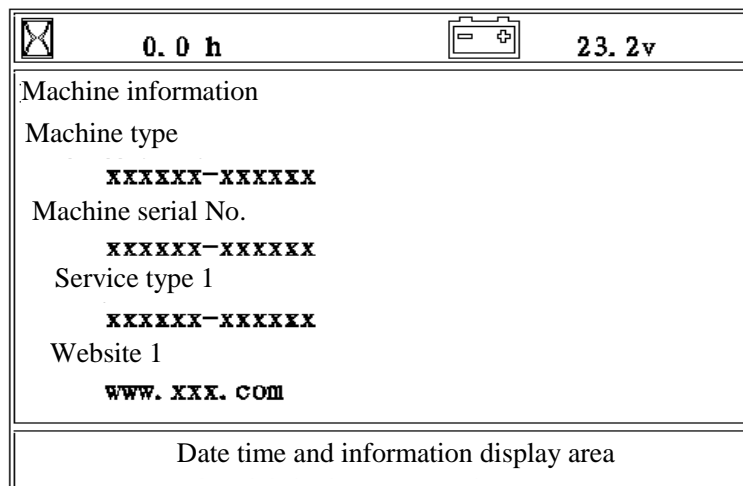 0.0 h 23.2v
Machine information
Machine type
xxxxxx-xxxxxx
Machine serial No.
xxxxxx-xxxxxx
Service type 1
xxxxxx-xxxxxx
Website 1
www.xxx.com
Date time and information display area